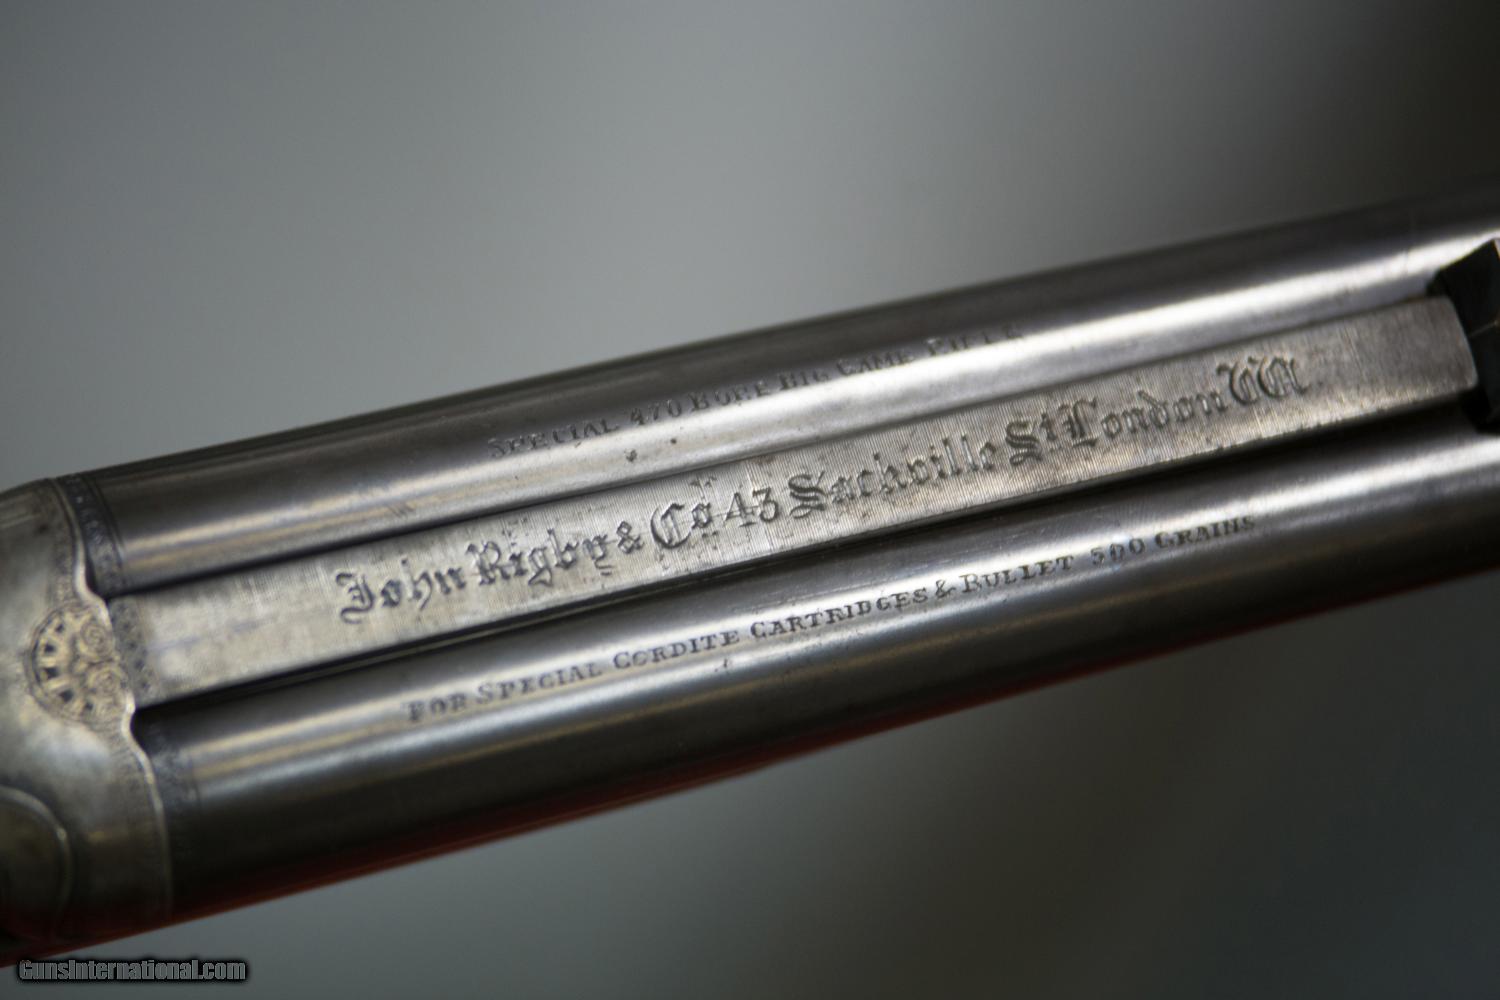 SPECIAL 470 BORE BIG GAME RIFLE
John Rigby & Co 43 Sackville St London W
FOR SPECIAL CORDITE CARTRIDGES & BULLET 500 GRAINS
GunsInternational.com